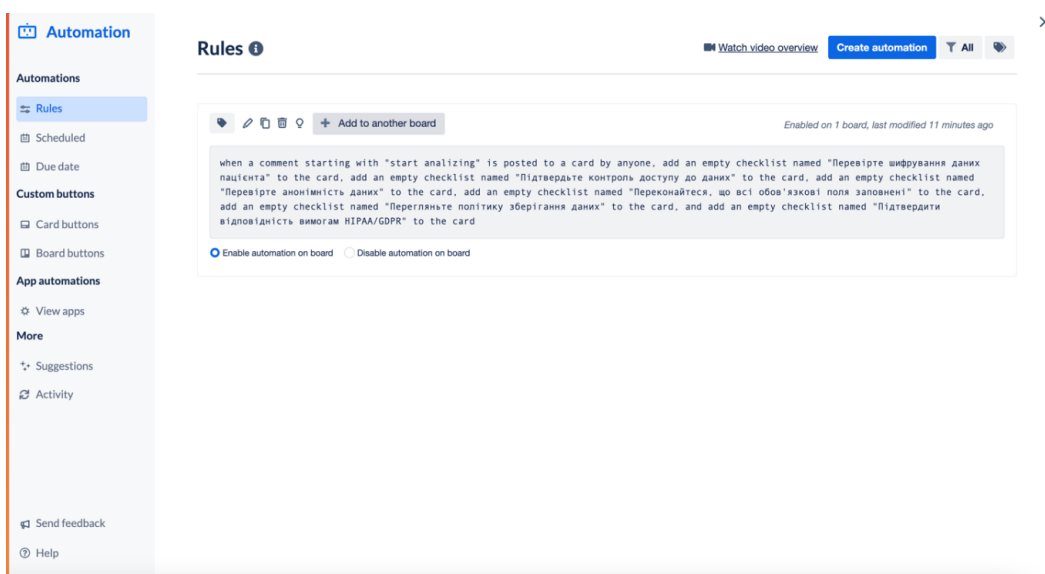 Automation
Rules
Watch video overview
Create automation
All
Automations
Rules
Scheduled
Due date
Custom buttons
Card buttons
Board buttons
App automations
View apps
More
Suggestions
Activity
Send feedback
Help
+ Add to another board
Enabled on 1 board, last modified 11 minutes ago
when a comment starting with "start analizing" is posted to a card by anyone, add an empty checklist named "Перевірте шифрування даних
пацієнта" to the card, add an empty checklist named "Підтвердьте контроль доступу до даних" to the card, add an empty checklist named
"Перевірте анонімність даних" to the card, add an empty checklist named "Переконайтеся, що всі обов'язкові поля заповнені" to the card,
add an empty checklist named "Перегляньте політику зберігання даних" to the card, and add an empty checklist named "Підтвердити
відповідність вимогам HIPAA/GDPR" to the card
Enable automation on board
Disable automation on board